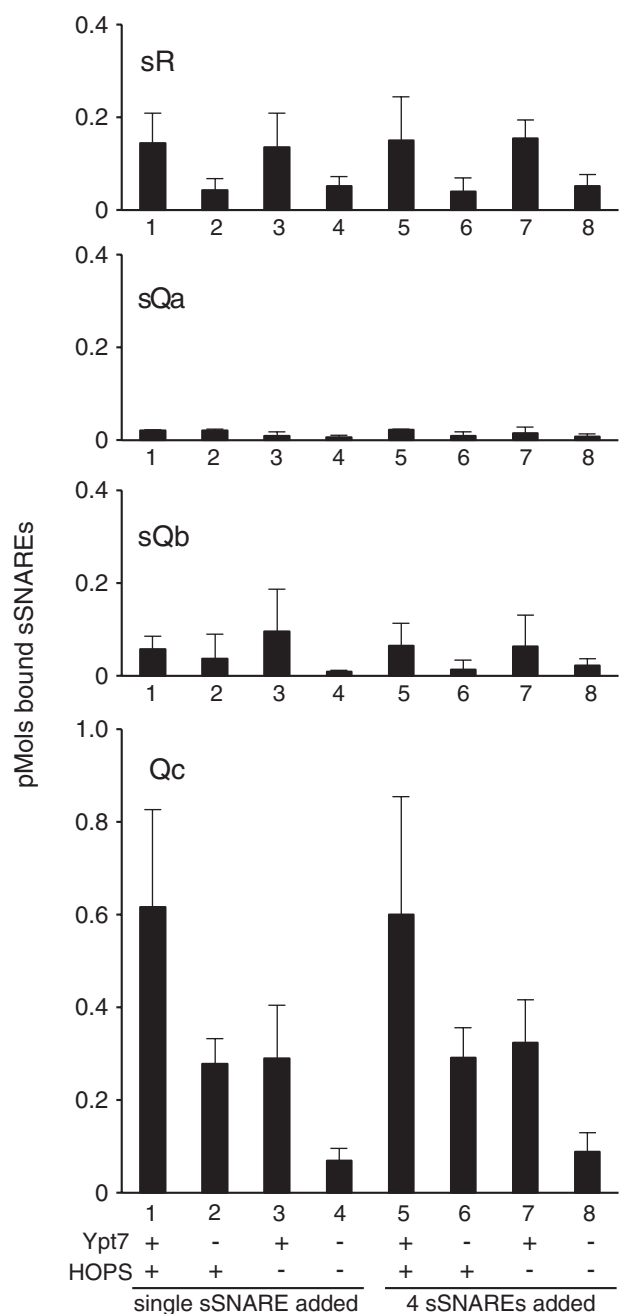 pMols bound sSNAREs
sR
0.4
0.2
0
1 2 3 4 5 6 7 8
sQa
0.4
0.2
0
1 2 3 4 5 6 7 8
sQb
0.4
0.2
0
1 2 3 4 5 6 7 8
Qc
1.0
0.8
0.6
0.4
0.2
0
1 2 3 4 5 6 7 8
Ypt7 + - + - + - + -
HOPS + + - - + + - -
single sSNARE added 4 sSNAREs added